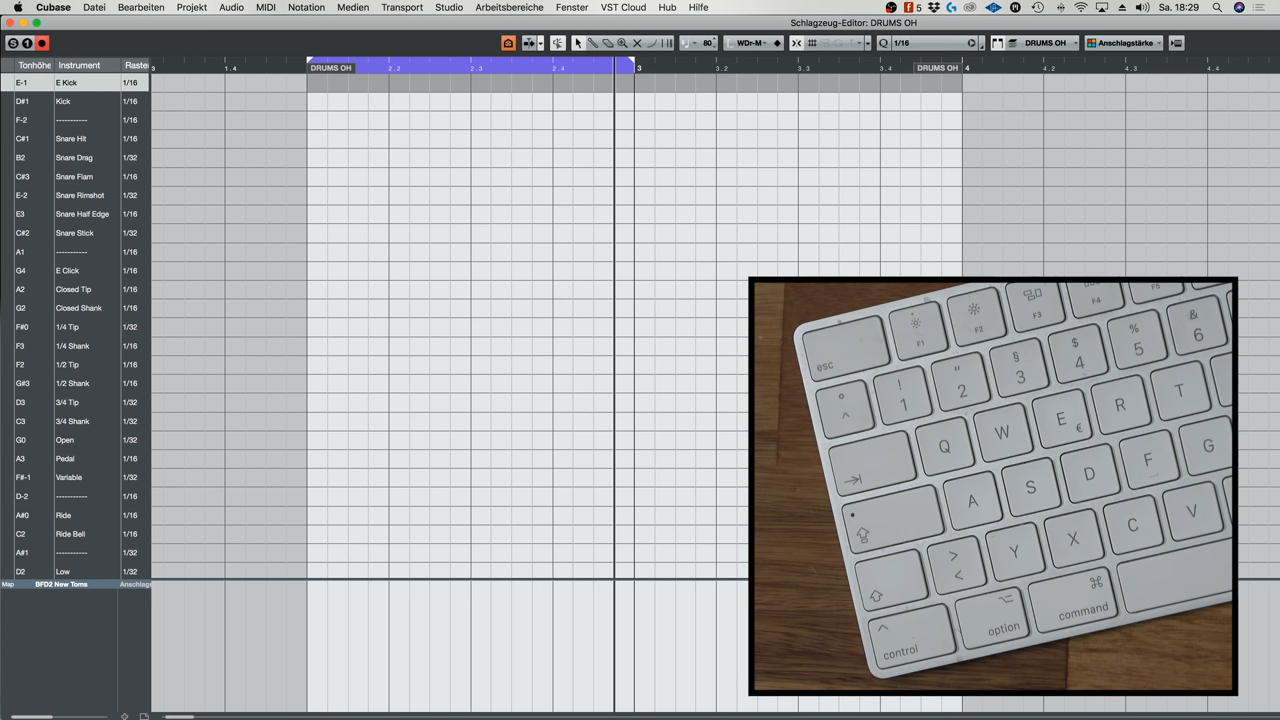 Cubase Datei Bearbeiten Projekt Audio MIDI Notation Medien Transport Studio Arbeitsbereiche Fenster VST Cloud Hub Hilfe 5 Sa. 18:29
Schlagzeug-Editor: DRUMS OH
S 1 80 WDr-M 1/16 DRUMS OH Anschlagstärke
Tonhöhe Instrument Raste 3 1.4 DRUMS OH 2.2 2.3 2.4 3 3.2 3.3 3.4 DRUMS OH 4 4.2 4.3 4.4
E-1 E Kick 1/16
D#1 Kick 1/16
F-2 ----------- 1/16
C#1 Snare Hit 1/16
B2 Snare Drag 1/32
C#3 Snare Flam 1/16
E-2 Snare Rimshot 1/32
E3 Snare Half Edge 1/16
C#2 Snare Stick 1/32
A1 ----------- 1/16
G4 E Click 1/16
A2 Closed Tip 1/32
G2 Closed Shank 1/16
F#0 1/4 Tip 1/32
F3 1/4 Shank 1/16
F2 1/2 Tip 1/32
G#3 1/2 Shank 1/16
D3 3/4 Tip 1/32
C3 3/4 Shank 1/32
G0 Open 1/32
A3 Pedal 1/16
F#-1 Variable 1/32
D-2 ----------- 1/16
A#0 Ride 1/16
C2 Ride Bell 1/16
A#1 ----------- 1/32
D2 Low 1/32
Map BFD2 New Toms Anschlag
esc F1 F2 F3 F4 F5
° ^ ! 1 " 2 § 3 $ 4 % 5 & 6
Q W E € R T
A S D F G
> < Y X C V
^ control option ⌘ command